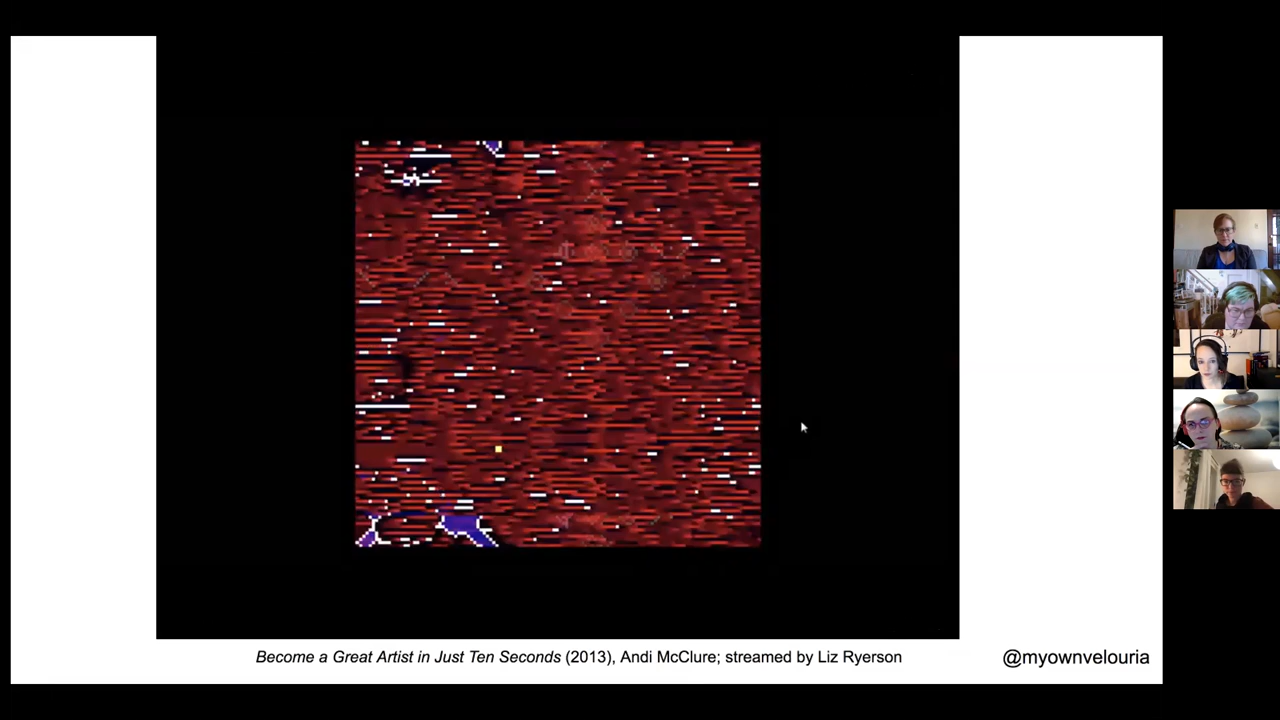 Become a Great Artist in Just Ten Seconds (2013), Andi McClure; streamed by Liz Ryerson
@myownvelouria